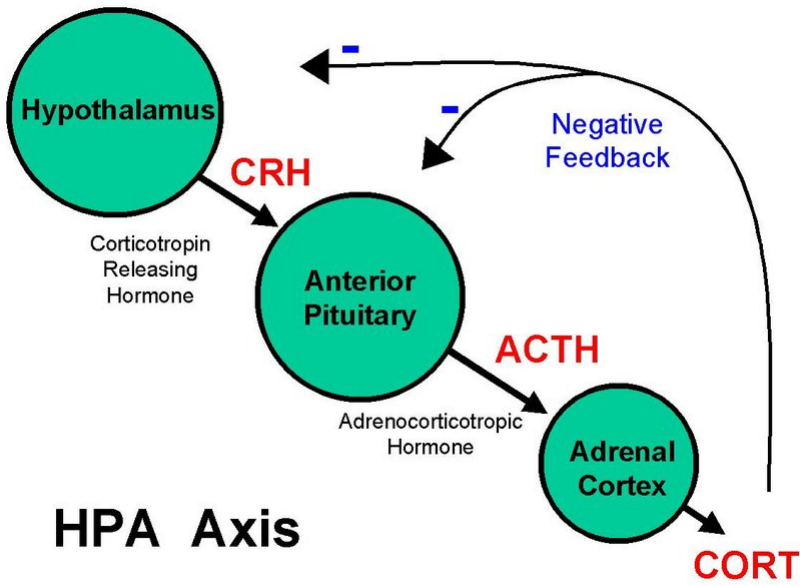 -
-
Hypothalamus
Negative
Feedback
CRH
Corticotropin
Releasing
Hormone
Anterior
Pituitary
ACTH
Adrenocorticotropic
Hormone
Adrenal
Cortex
HPA Axis
CORT